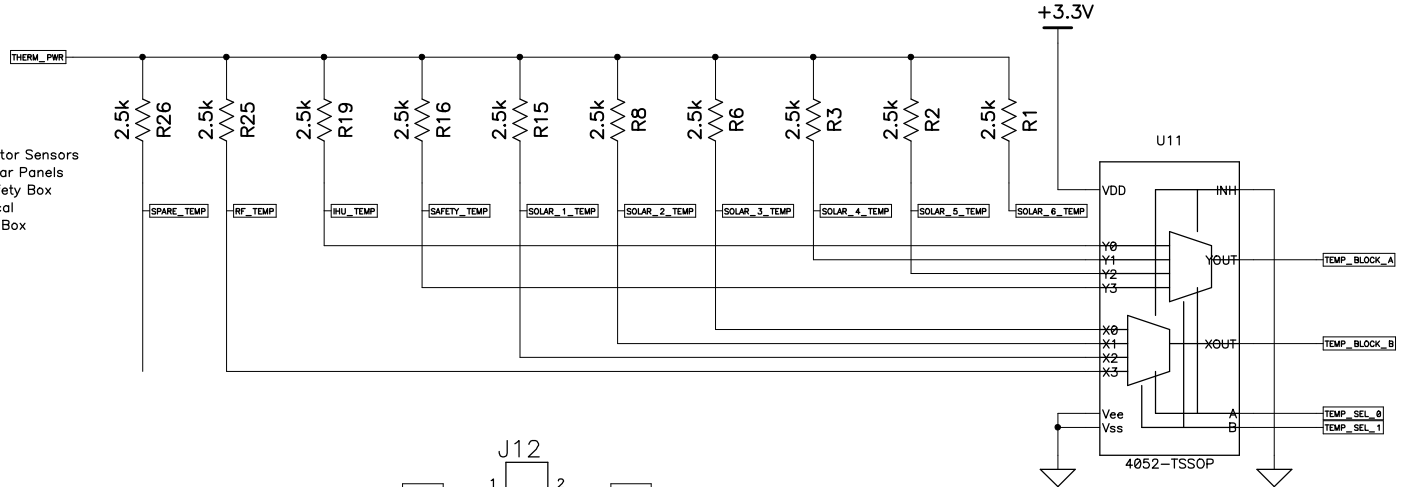 +3.3V
THERM_PWR
2.5k R26
2.5k R25
2.5k R19
2.5k R16
2.5k R15
2.5k R8
2.5k R6
2.5k R3
2.5k R2
2.5k R1
U11
tor Sensors
ar Panels
fety Box
cal
Box
VDD
INH
SPARE_TEMP
RF_TEMP
IHU_TEMP
SAFETY_TEMP
SOLAR_1_TEMP
SOLAR_2_TEMP
SOLAR_3_TEMP
SOLAR_4_TEMP
SOLAR_5_TEMP
SOLAR_6_TEMP
Y0
Y1
Y2
Y3
YOUT
TEMP_BLOCK_A
X0
X1
X2
X3
XOUT
TEMP_BLOCK_B
Vee
Vss
A
B
TEMP_SEL_0
TEMP_SEL_1
4052-TSSOP
J12
1 2